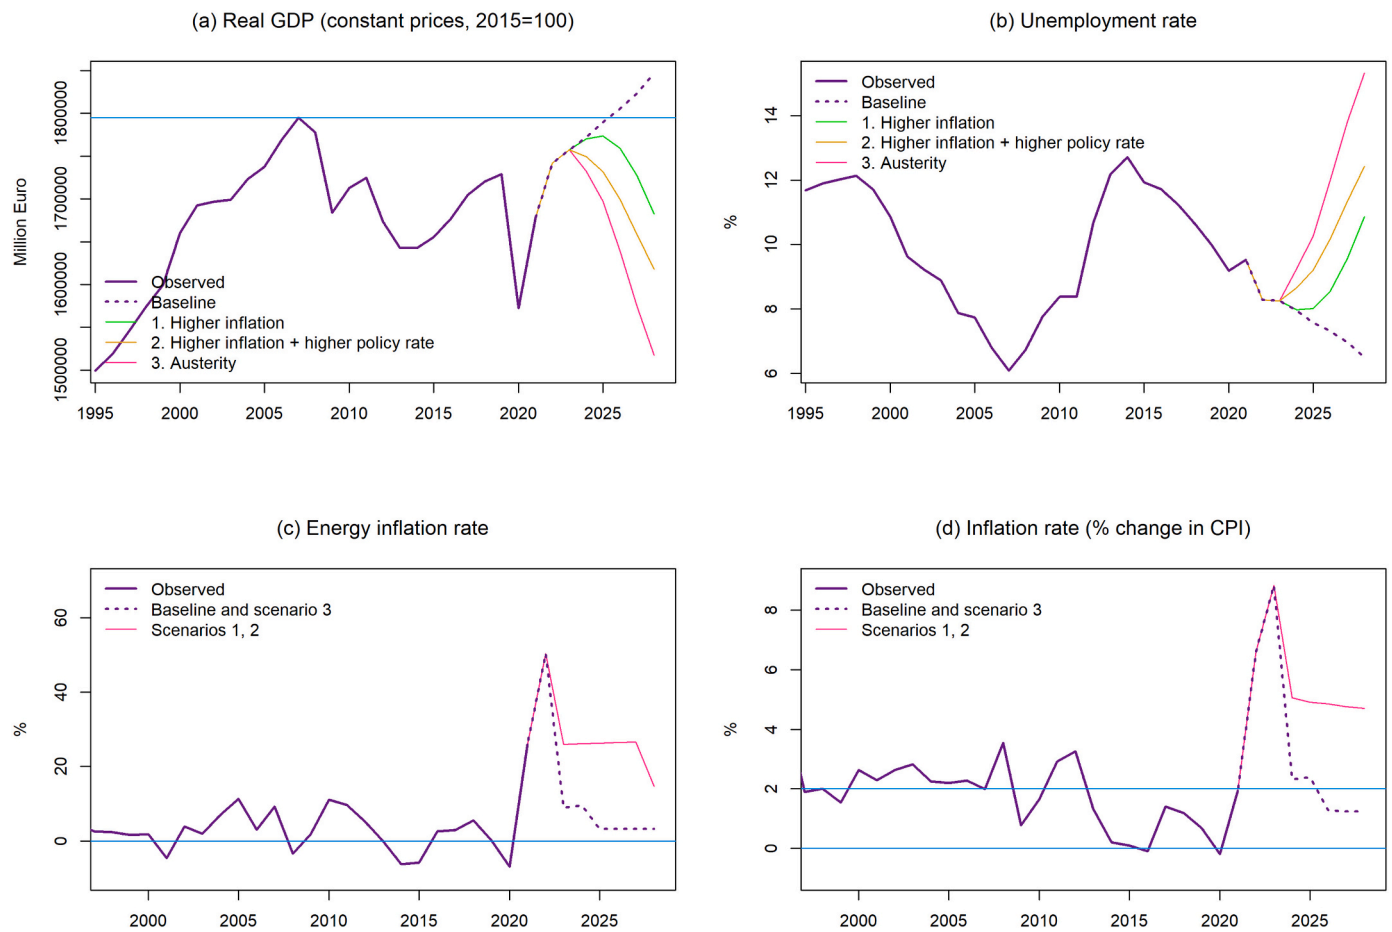 (a) Real GDP (constant prices, 2015=100)
Million Euro
1800000
1700000
1600000
1500000
Observed
Baseline
1. Higher inflation
2. Higher inflation + higher policy rate
3. Austerity
1995 2000 2005 2010 2015 2020 2025
(b) Unemployment rate
%
14
12
10
8
6
Observed
Baseline
1. Higher inflation
2. Higher inflation + higher policy rate
3. Austerity
1995 2000 2005 2010 2015 2020 2025
(c) Energy inflation rate
%
60
40
20
0
Observed
Baseline and scenario 3
Scenarios 1, 2
2000 2005 2010 2015 2020 2025
(d) Inflation rate (% change in CPI)
%
8
6
4
2
0
Observed
Baseline and scenario 3
Scenarios 1, 2
2000 2005 2010 2015 2020 2025